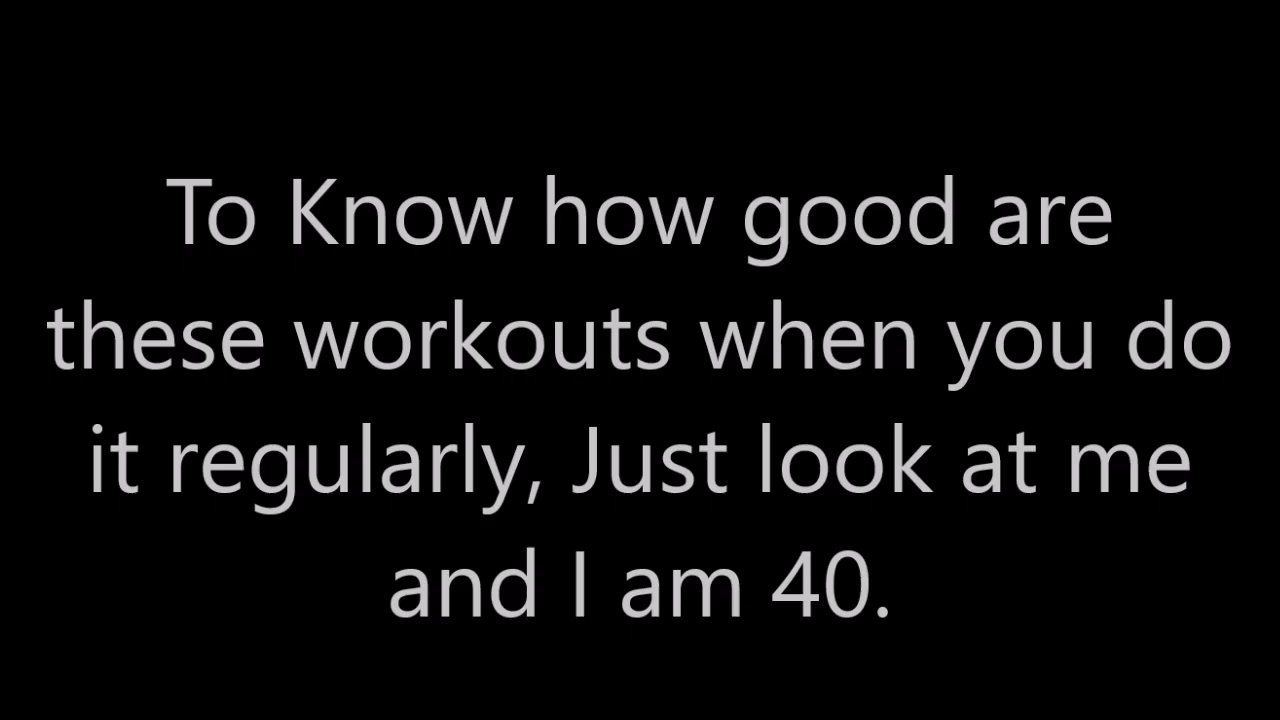 To Know how good are
these workouts when you do
it regularly, Just look at me
and I am 40.